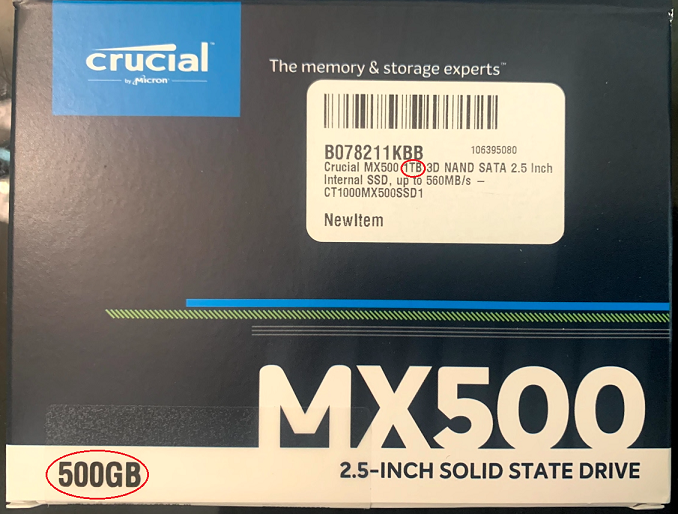 crucial™
by Micron®
The memory & storage experts™
B078211KBB
106395080
Crucial MX500 1TB 3D NAND SATA 2.5 Inch
Internal SSD, up to 560MB/s –
CT1000MX500SSD1
NewItem
MX500
500GB
2.5-INCH SOLID STATE DRIVE